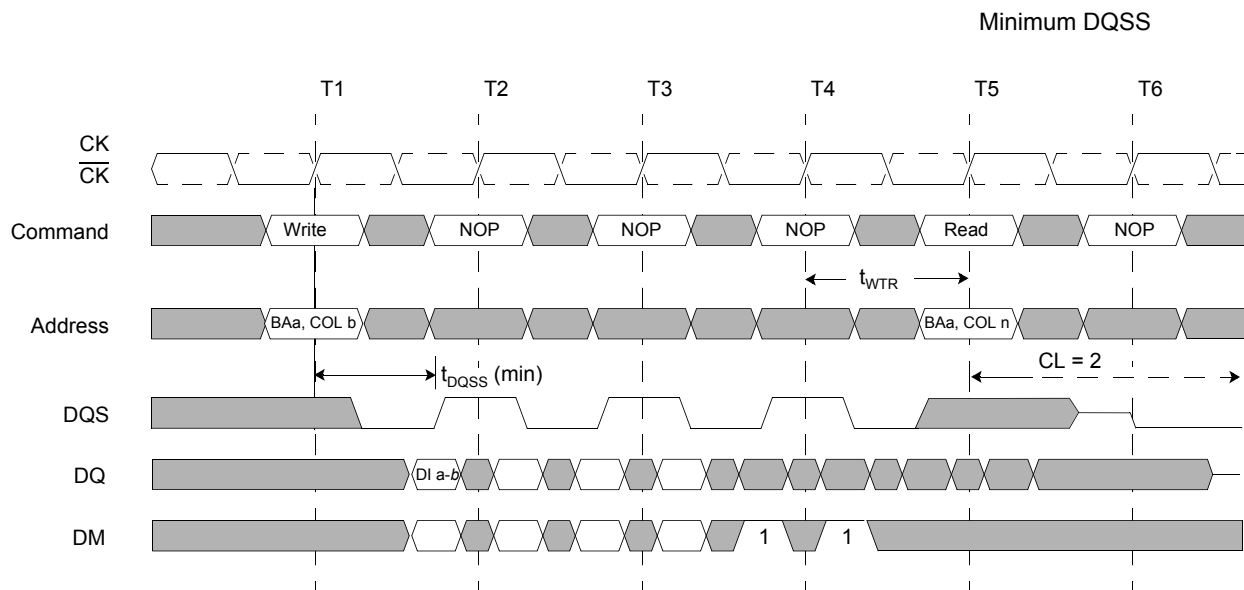 Minimum DQSS
T1 T2 T3 T4 T5 T6
CK
CK
Command Write NOP NOP NOP Read NOP
tWTR
Address BAa, COL b BAa, COL n
tDQSS (min) CL = 2
DQS
DQ DI a-b
DM 1 1